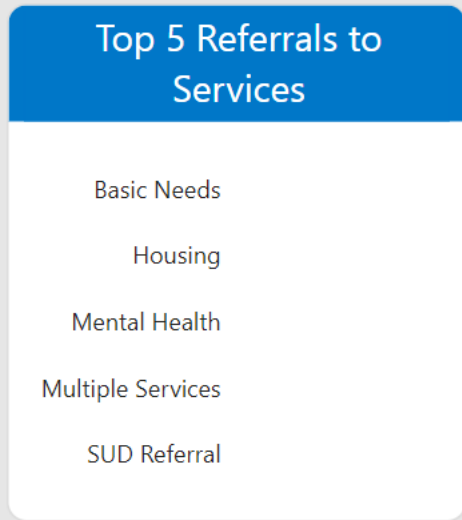 Top 5 Referrals to
Services
Basic Needs
Housing
Mental Health
Multiple Services
SUD Referral